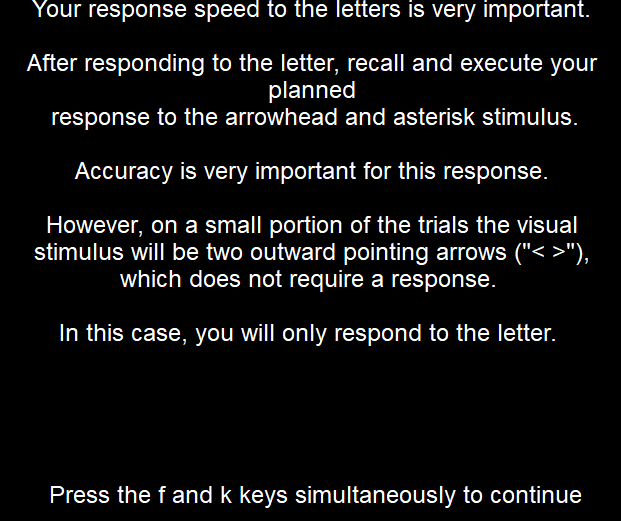 Your response speed to the letters is very important.
After responding to the letter, recall and execute your
planned
response to the arrowhead and asterisk stimulus.
Accuracy is very important for this response.
However, on a small portion of the trials the visual
stimulus will be two outward pointing arrows ("< >"),
which does not require a response.
In this case, you will only respond to the letter.
Press the f and k keys simultaneously to continue